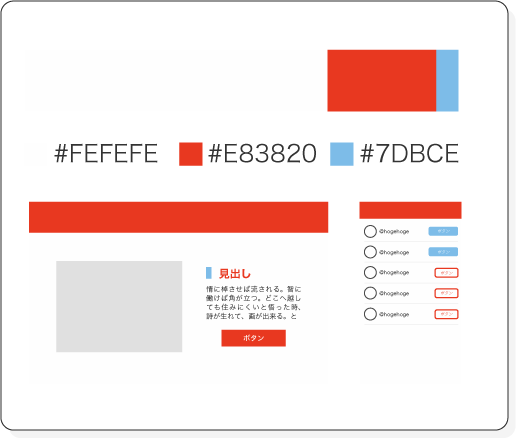 #FEFEFE #E83820 #7DBCE
見出し
情に棹させば流される。智に
働けば角が立つ。どこへ越し
ても住みにくいと悟った時、
詩が生れて、画が出来る。と
ボタン
@hogehoge ボタン
@hogehoge ボタン
@hogehoge ボタン
@hogehoge ボタン
@hogehoge ボタン